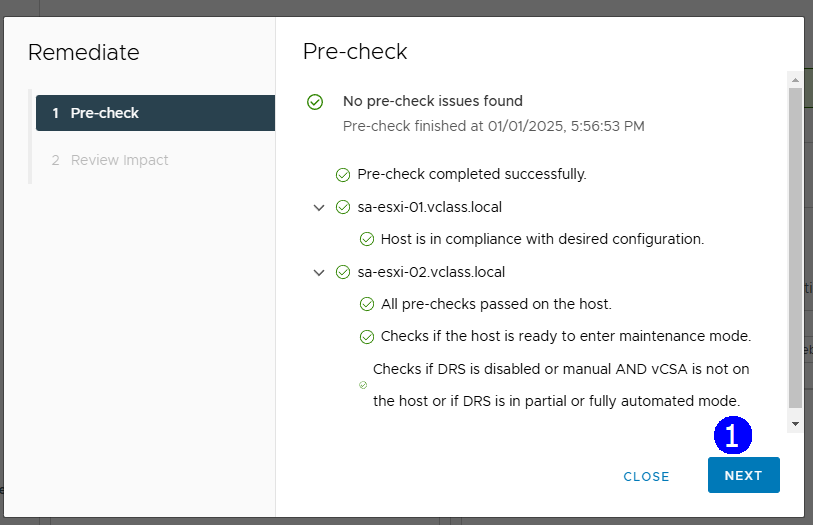 Remediate
1 Pre-check
2 Review Impact
Pre-check
No pre-check issues found
Pre-check finished at 01/01/2025, 5:56:53 PM
Pre-check completed successfully.
sa-esxi-01.vclass.local
Host is in compliance with desired configuration.
sa-esxi-02.vclass.local
All pre-checks passed on the host.
Checks if the host is ready to enter maintenance mode.
Checks if DRS is disabled or manual AND vCSA is not on
the host or if DRS is in partial or fully automated mode.
1
CLOSE NEXT